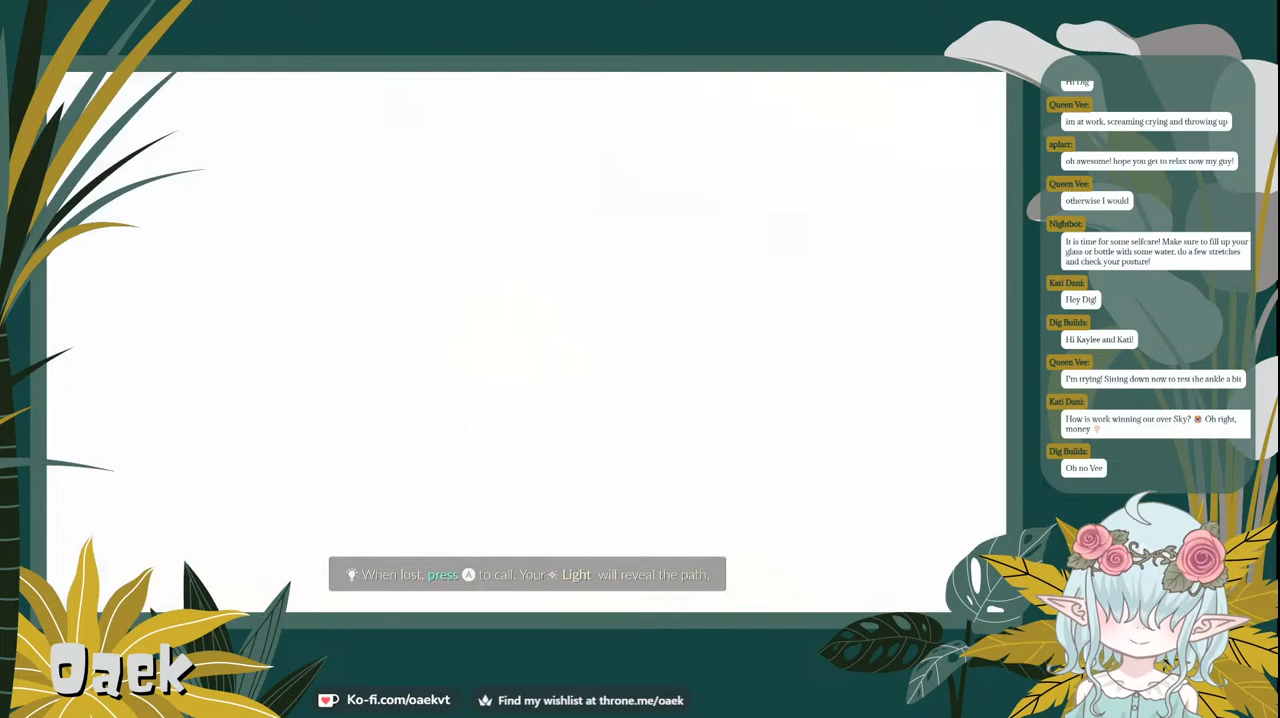 Hi Dig
Queen Vee:
im at work, screaming crying and throwing up
aplarr:
oh awesome! hope you get to relax now my guy!
Queen Vee:
otherwise I would
Nightbot:
It is time for some selfcare! Make sure to fill up your
glass or bottle with some water, do a few stretches
and check your posture!
Kati Dani:
Hey Dig!
Dig Builds:
Hi Kaylee and Kati!
Queen Vee:
I'm trying! Sitting down now to rest the ankle a bit
Kati Dani:
How is work winning out over Sky? Oh right,
money
Dig Builds:
Oh no Vee
When lost, press A to call. Your Light will reveal the path.
Oaek
Ko-fi.com/oaekvt
Find my wishlist at throne.me/oaek